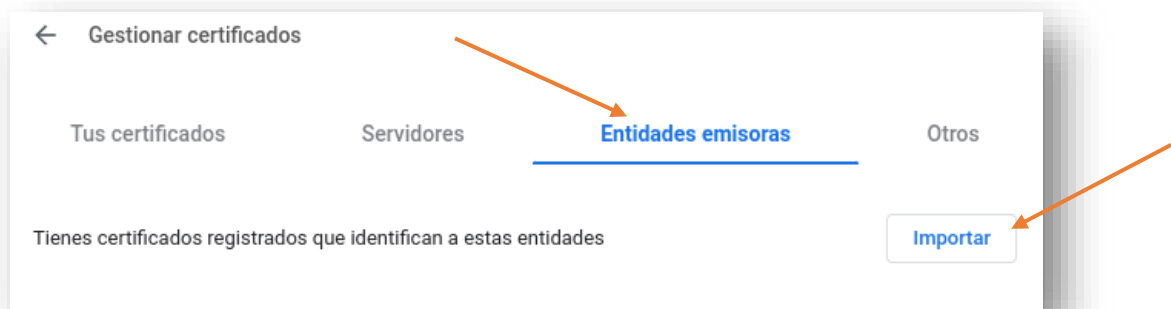 Gestionar certificados
Tus certificados Servidores Entidades emisoras Otros
Tienes certificados registrados que identifican a estas entidades Importar